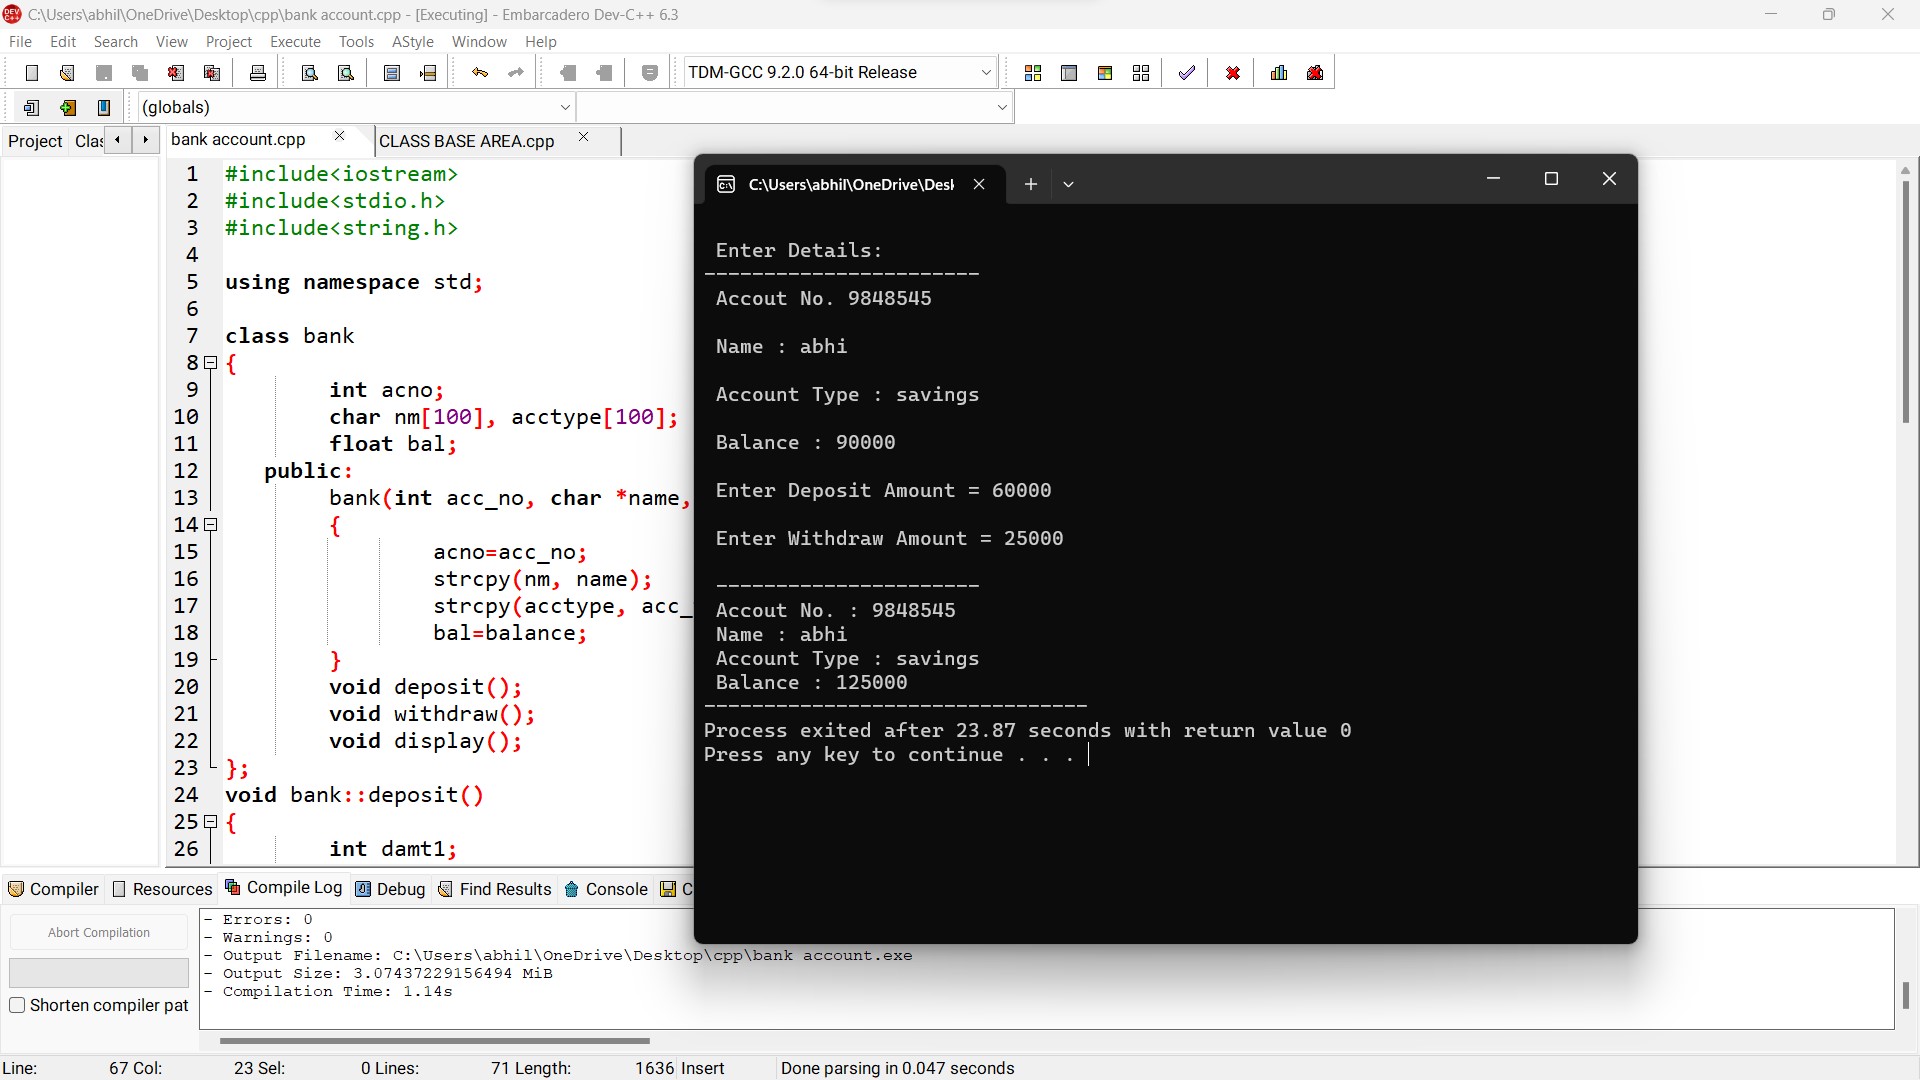 C:\Users\abhil\OneDrive\Desktop\cpp\bank account.cpp - [Executing] - Embarcadero Dev-C++ 6.3
File Edit Search View Project Execute Tools AStyle Window Help
TDM-GCC 9.2.0 64-bit Release
(globals)
Project Clas bank account.cpp CLASS BASE AREA.cpp
1 #include<iostream>
2 #include<stdio.h>
3 #include<string.h>
4
5 using namespace std;
6
7 class bank
8 {
9 int acno;
10 char nm[100], acctype[100];
11 float bal;
12 public:
13 bank(int acc_no, char *name,
14 {
15 acno=acc_no;
16 strcpy(nm, name);
17 strcpy(acctype, acc_
18 bal=balance;
19 }
20 void deposit();
21 void withdraw();
22 void display();
23 };
24 void bank::deposit()
25 {
26 int damt1;
C:\Users\abhil\OneDrive\Desk
Enter Details:
-----------------------
Accout No. 9848545
Name : abhi
Account Type : savings
Balance : 90000
Enter Deposit Amount = 60000
Enter Withdraw Amount = 25000
----------------------
Accout No. : 9848545
Name : abhi
Account Type : savings
Balance : 125000
--------------------------------
Process exited after 23.87 seconds with return value 0
Press any key to continue . . .
Compiler Resources Compile Log Debug Find Results Console C
Abort Compilation
Shorten compiler pat
- Errors: 0
- Warnings: 0
- Output Filename: C:\Users\abhil\OneDrive\Desktop\cpp\bank account.exe
- Output Size: 3.07437229156494 MiB
- Compilation Time: 1.14s
Line: 67 Col: 23 Sel: 0 Lines: 71 Length: 1636 Insert Done parsing in 0.047 seconds